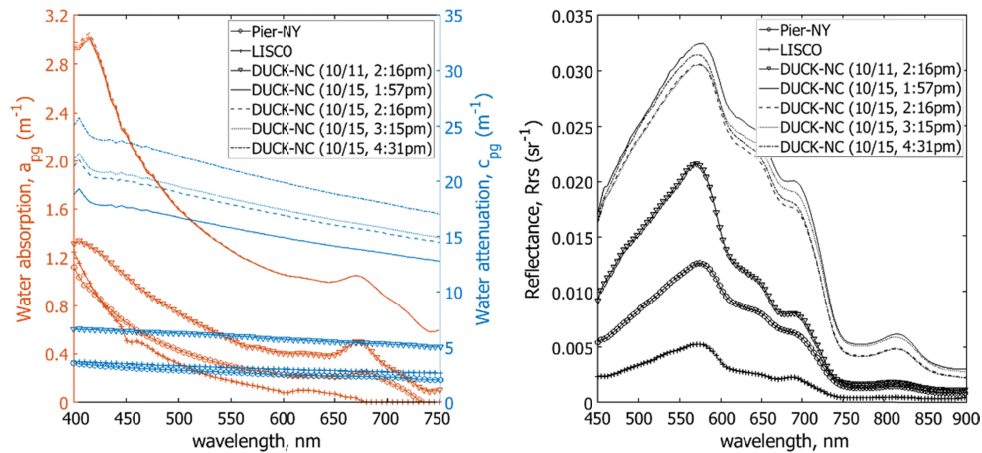 3.2
2.8
2.4
2.0
1.6
1.2
0.8
0.4
0
Water absorption, a_pg (m^-1)
400
450
500
550
600
650
700
750
wavelength, nm
35
30
25
20
15
10
5
0
Water attenuation, c_pg (m^-1)
Pier-NY
LISCO
DUCK-NC (10/11, 2:16pm)
DUCK-NC (10/15, 1:57pm)
DUCK-NC (10/15, 2:16pm)
DUCK-NC (10/15, 3:15pm)
DUCK-NC (10/15, 4:31pm)
0.035
0.030
0.025
0.020
0.015
0.010
0.005
0
Reflectance, Rrs (sr^-1)
450
500
550
600
650
700
750
800
850
900
wavelength, nm
Pier-NY
LISCO
DUCK-NC (10/11, 2:16pm)
DUCK-NC (10/15, 1:57pm)
DUCK-NC (10/15, 2:16pm)
DUCK-NC (10/15, 3:15pm)
DUCK-NC (10/15, 4:31pm)